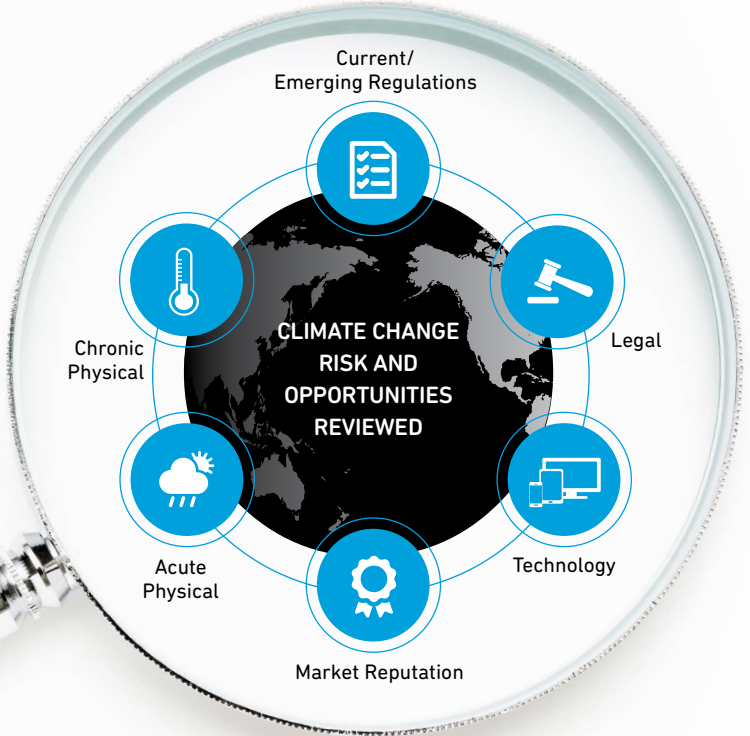 Current/
Emerging Regulations
Legal
Technology
Market Reputation
Acute
Physical
Chronic
Physical
CLIMATE CHANGE
RISK AND
OPPORTUNITIES
REVIEWED